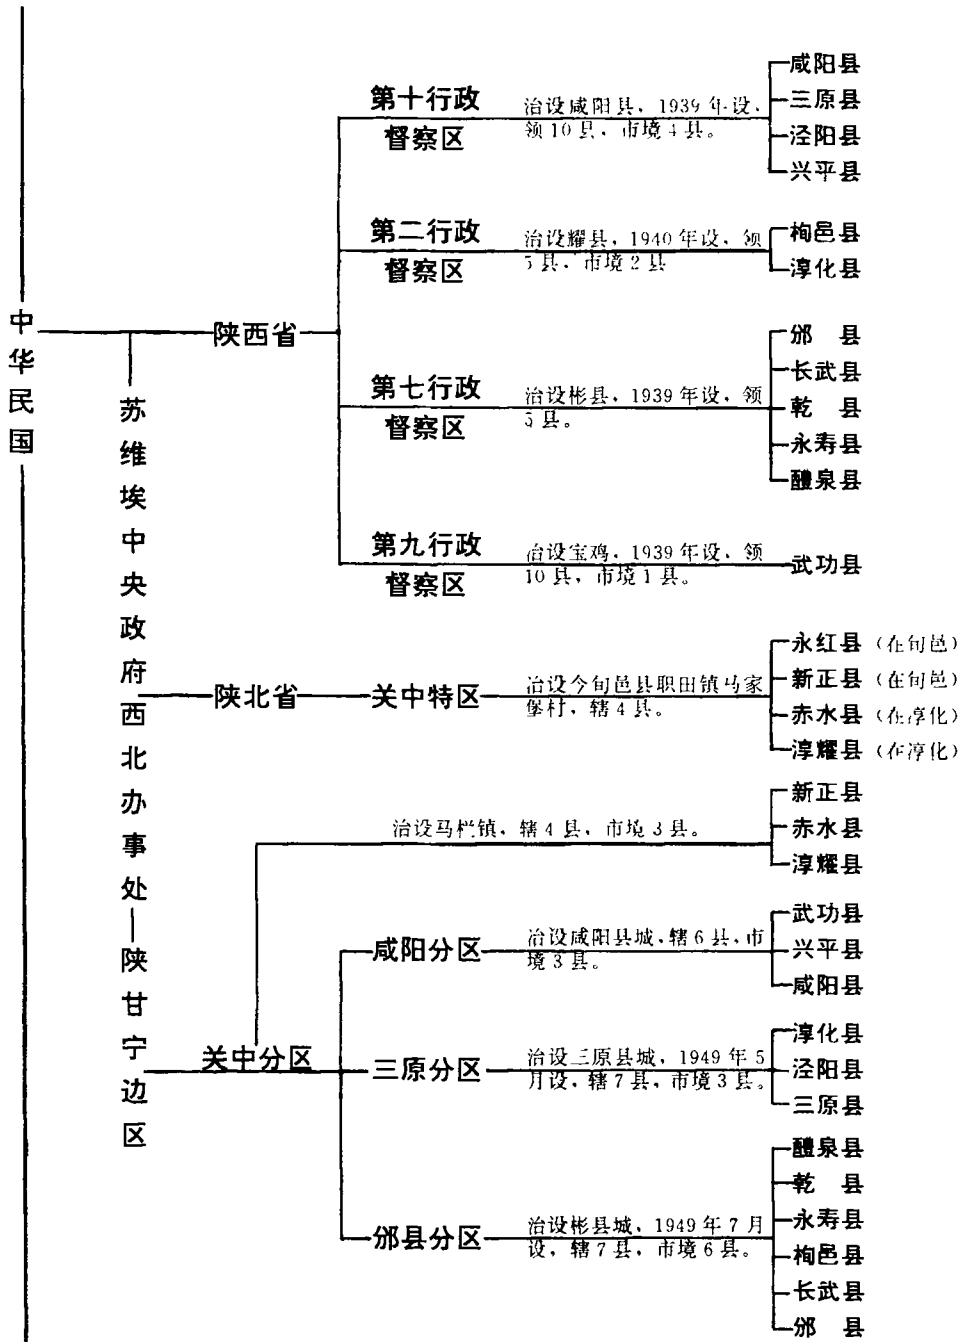 中华民国
苏维埃中央政府西北办事处—陕甘宁边区
陕西省
第十行政
督察区
治设咸阳县，1939年设，
领10县，市境4县。
咸阳县
三原县
泾阳县
兴平县
第二行政
督察区
治设耀县，1940年设，领
5县，市境2县
栒邑县
淳化县
第七行政
督察区
治设彬县，1939年设，领
5县。
邠　县
长武县
乾　县
永寿县
醴泉县
第九行政
督察区
治设宝鸡，1939年设、领
10县，市境1县。
武功县
陕北省
关中特区
治设今旬邑县职田镇马家
堡村，辖4县。
永红县（在旬邑）
新正县（在旬邑）
赤水县（在淳化）
淳耀县（在淳化）
关中分区
治设马栏镇，辖4县，市境3县。
新正县
赤水县
淳耀县
咸阳分区
治设咸阳县城，辖6县，市
境3县。
武功县
兴平县
咸阳县
三原分区
治设三原县城，1949年5
月设，辖7县，市境3县。
淳化县
泾阳县
三原县
邠县分区
治设彬县城，1949年7月
设，辖7县，市境6县。
醴泉县
乾　县
永寿县
栒邑县
长武县
邠　县